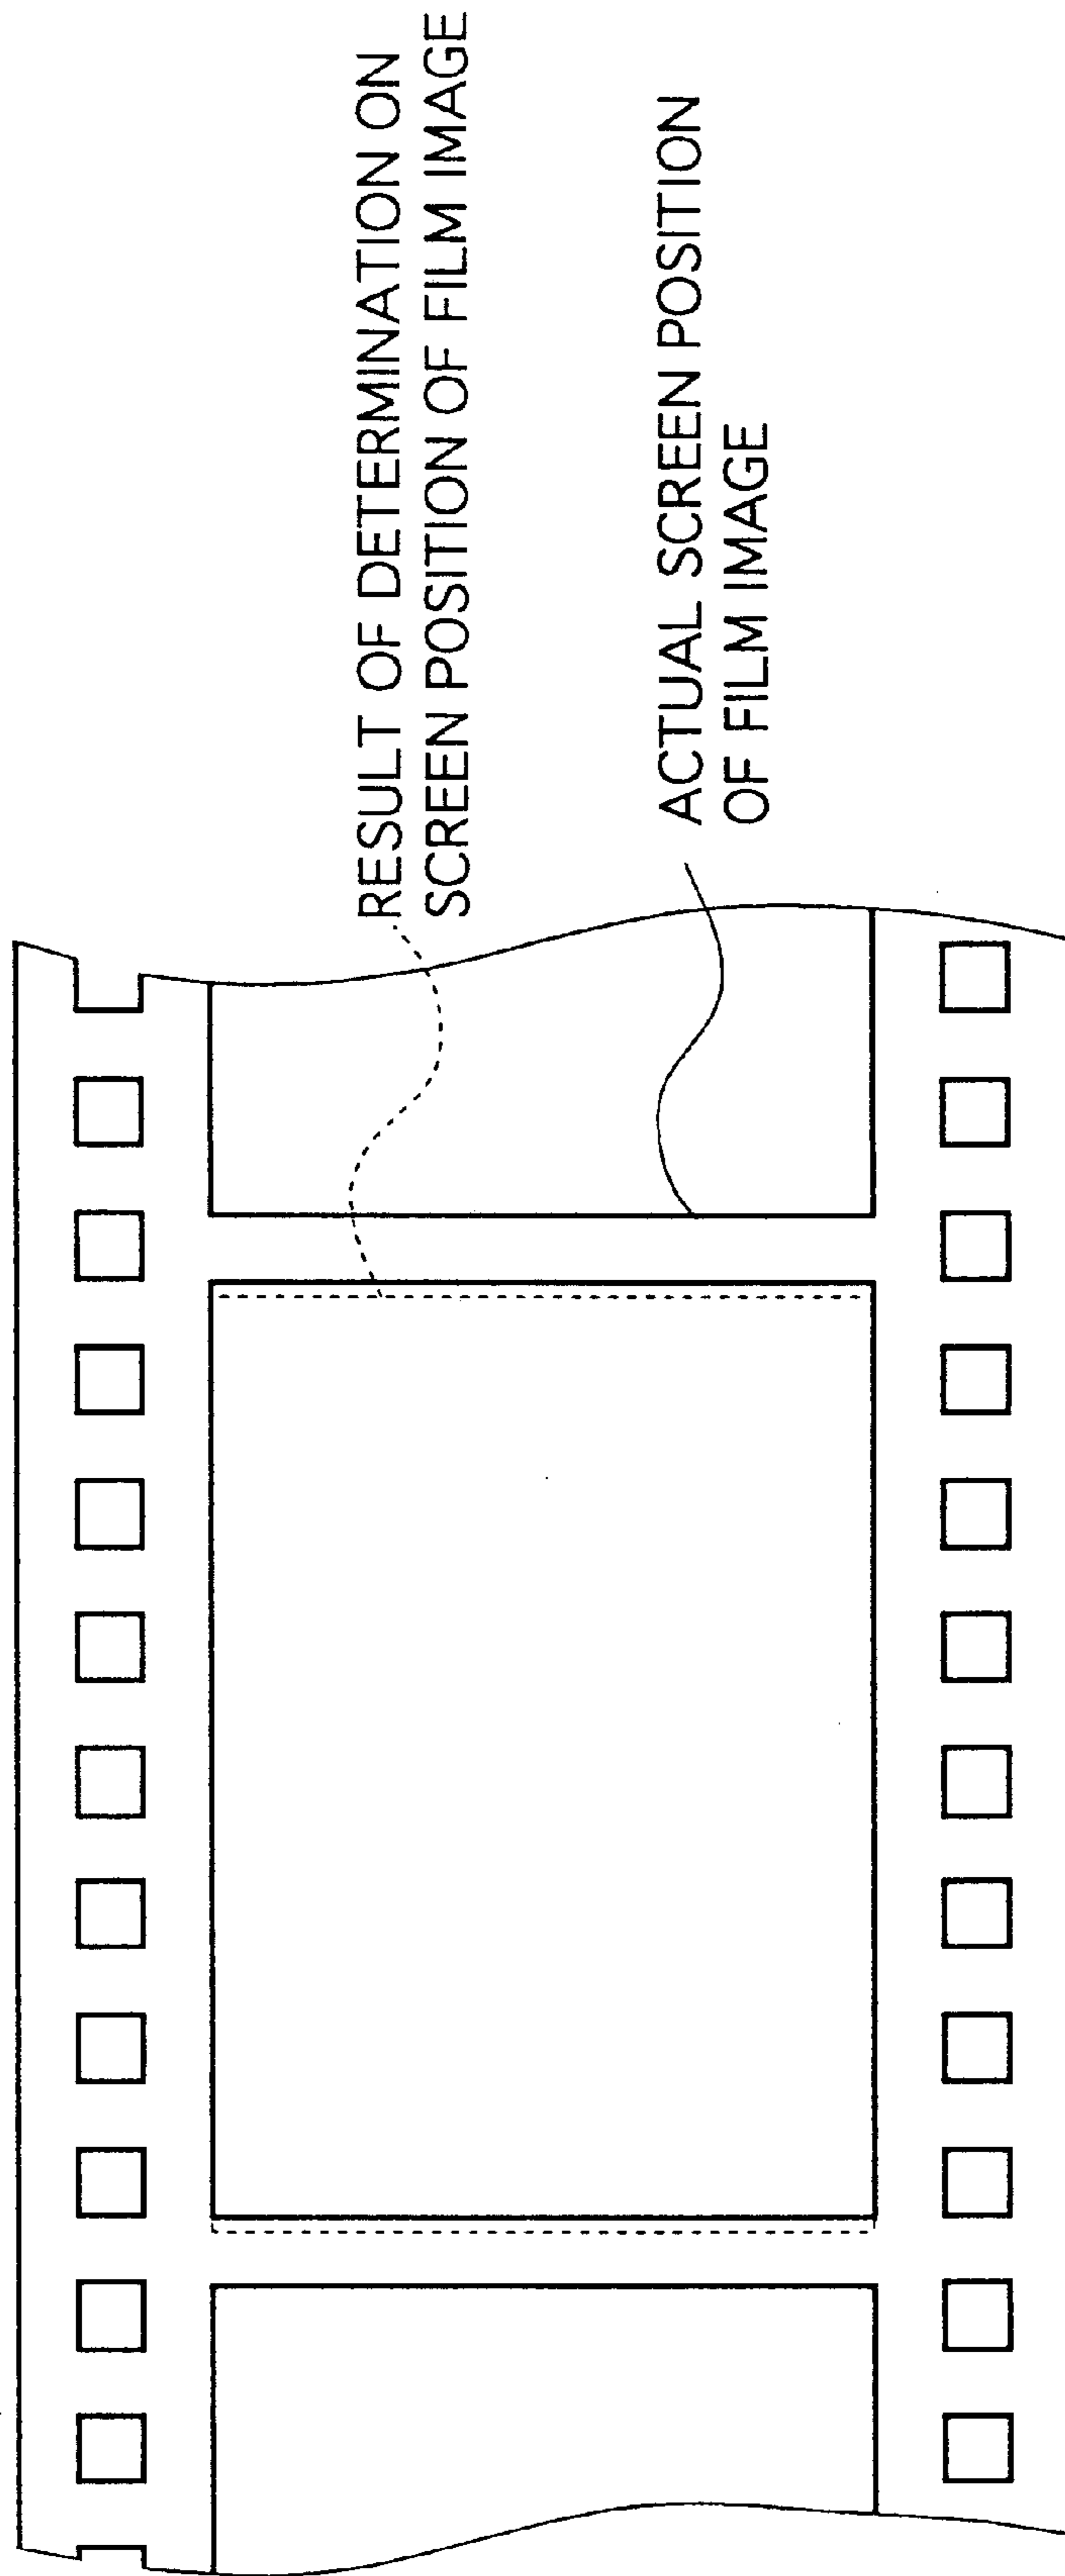 RESULT OF DETERMINATION ON
SCREEN POSITION OF FILM IMAGE
ACTUAL SCREEN POSITION
OF FILM IMAGE